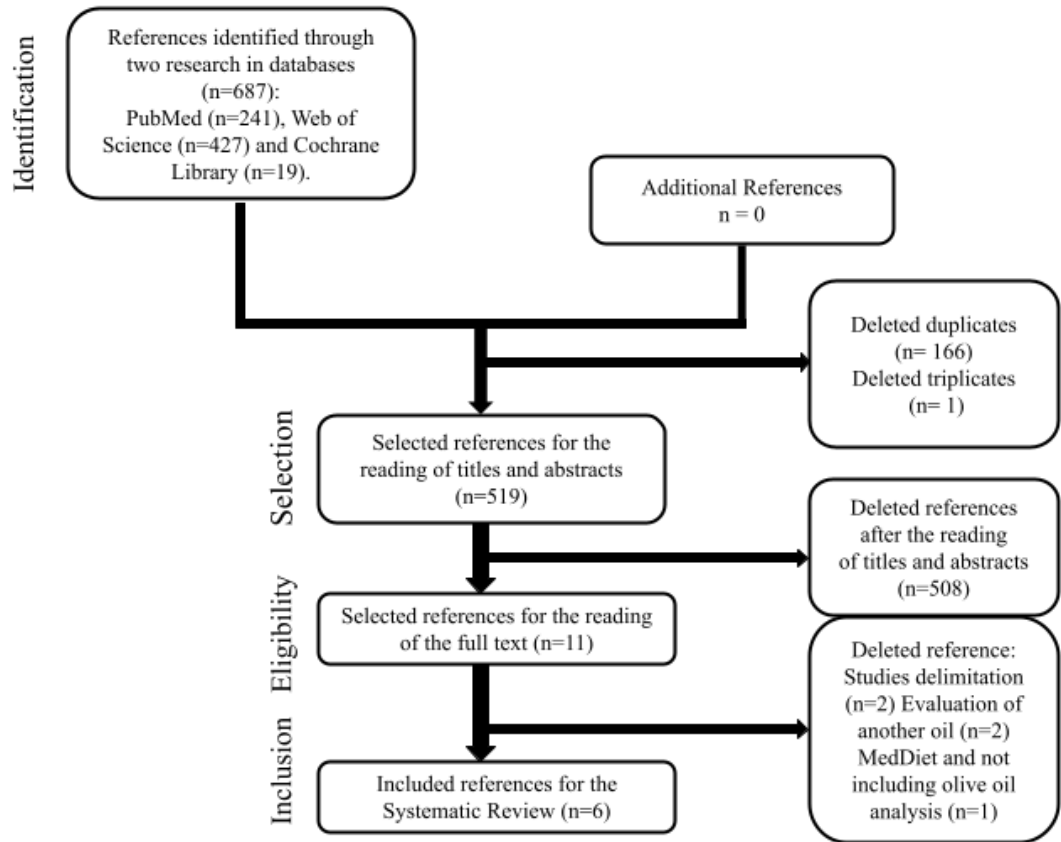 Identification
References identified through
two research in databases
(n=687):
PubMed (n=241), Web of
Science (n=427) and Cochrane
Library (n=19).
Additional References
n = 0
Deleted duplicates
(n= 166)
Deleted triplicates
(n= 1)
Selection
Selected references for the
reading of titles and abstracts
(n=519)
Deleted references
after the reading
of titles and abstracts
(n=508)
Eligibility
Selected references for the reading
of the full text (n=11)
Deleted reference:
Studies delimitation
(n=2) Evaluation of
another oil (n=2)
MedDiet and not
including olive oil
analysis (n=1)
Inclusion
Included references for the
Systematic Review (n=6)